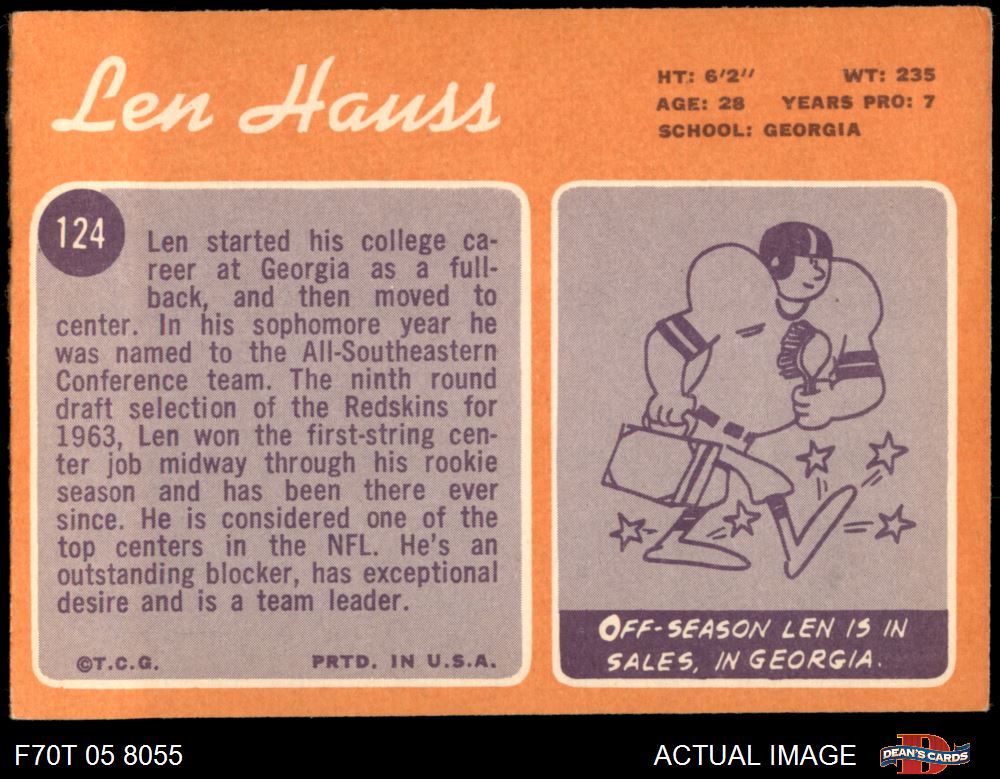 Len Hauss
HT: 6'2" WT: 235
AGE: 28 YEARS PRO: 7
SCHOOL: GEORGIA
124
Len started his college ca-
reer at Georgia as a full-
back, and then moved to
center. In his sophomore year he
was named to the All-Southeastern
Conference team. The ninth round
draft selection of the Redskins for
1963, Len won the first-string cen-
ter job midway through his rookie
season and has been there ever
since. He is considered one of the
top centers in the NFL. He's an
outstanding blocker, has exceptional
desire and is a team leader.
©T.C.G. PRTD. IN U.S.A.
OFF-SEASON LEN IS IN
SALES, IN GEORGIA.
F70T 05 8055
ACTUAL IMAGE
DEAN'S CARDS